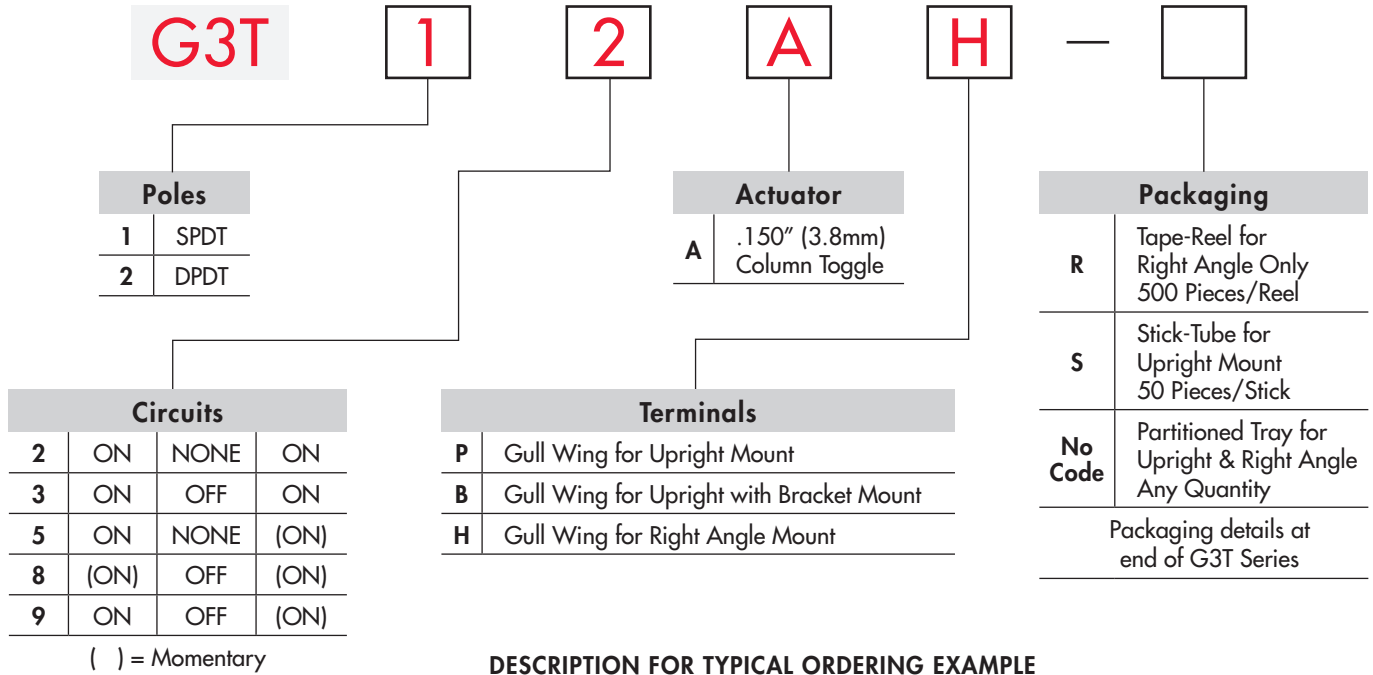 G3T 1 2 A H —
Poles
1 SPDT
2 DPDT
Actuator
A .150" (3.8mm)
Column Toggle
Packaging
R Tape-Reel for
Right Angle Only
500 Pieces/Reel
S Stick-Tube for
Upright Mount
50 Pieces/Stick
No
Code Partitioned Tray for
Upright & Right Angle
Any Quantity
Packaging details at
end of G3T Series
Circuits
2 ON NONE ON
3 ON OFF ON
5 ON NONE (ON)
8 (ON) OFF (ON)
9 ON OFF (ON)
( ) = Momentary
Terminals
P Gull Wing for Upright Mount
B Gull Wing for Upright with Bracket Mount
H Gull Wing for Right Angle Mount
DESCRIPTION FOR TYPICAL ORDERING EXAMPLE